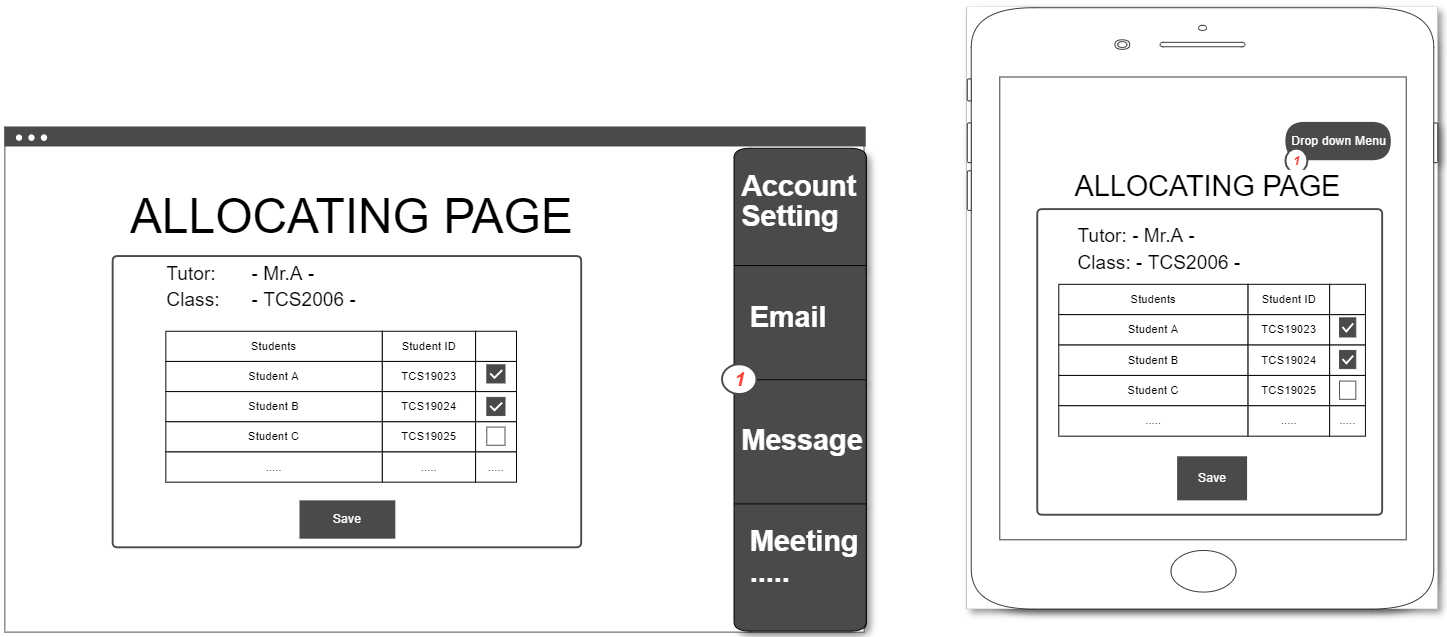 ALLOCATING PAGE
Tutor: - Mr.A -
Class: - TCS2006 -
Students Student ID
Student A TCS19023
Student B TCS19024
Student C TCS19025
..... ..... .....
Save
Account
Setting
Email
1
Message
Meeting
.....
Drop down Menu
1
ALLOCATING PAGE
Tutor: - Mr.A -
Class: - TCS2006 -
Students Student ID
Student A TCS19023
Student B TCS19024
Student C TCS19025
..... ..... .....
Save